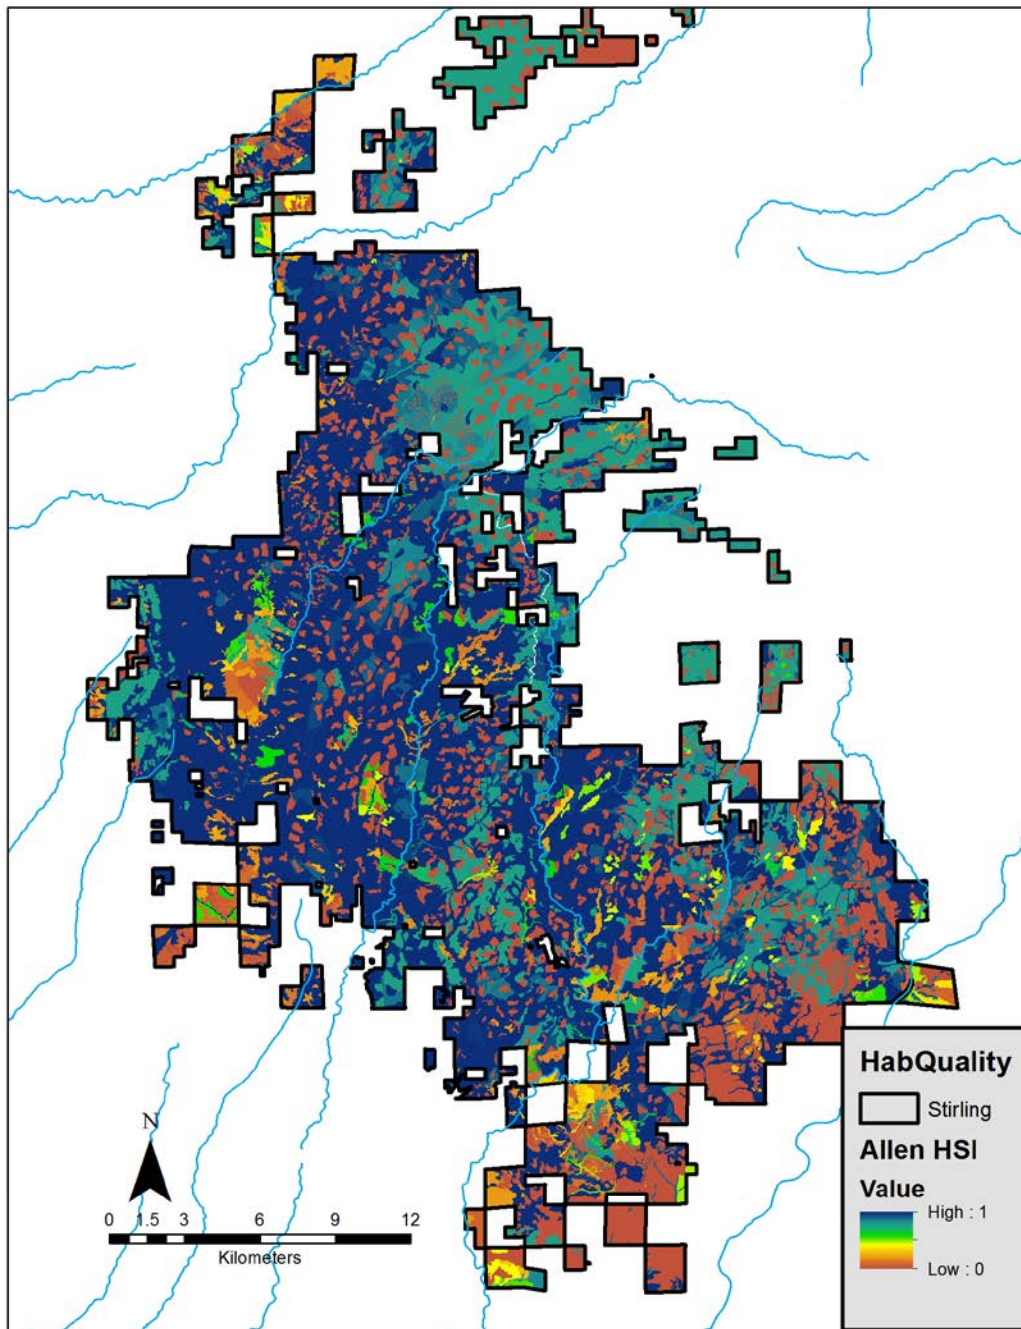 N
0 1.5 3 6 9 12
Kilometers
HabQuality
Stirling
Allen HSI
Value
High : 1
Low : 0